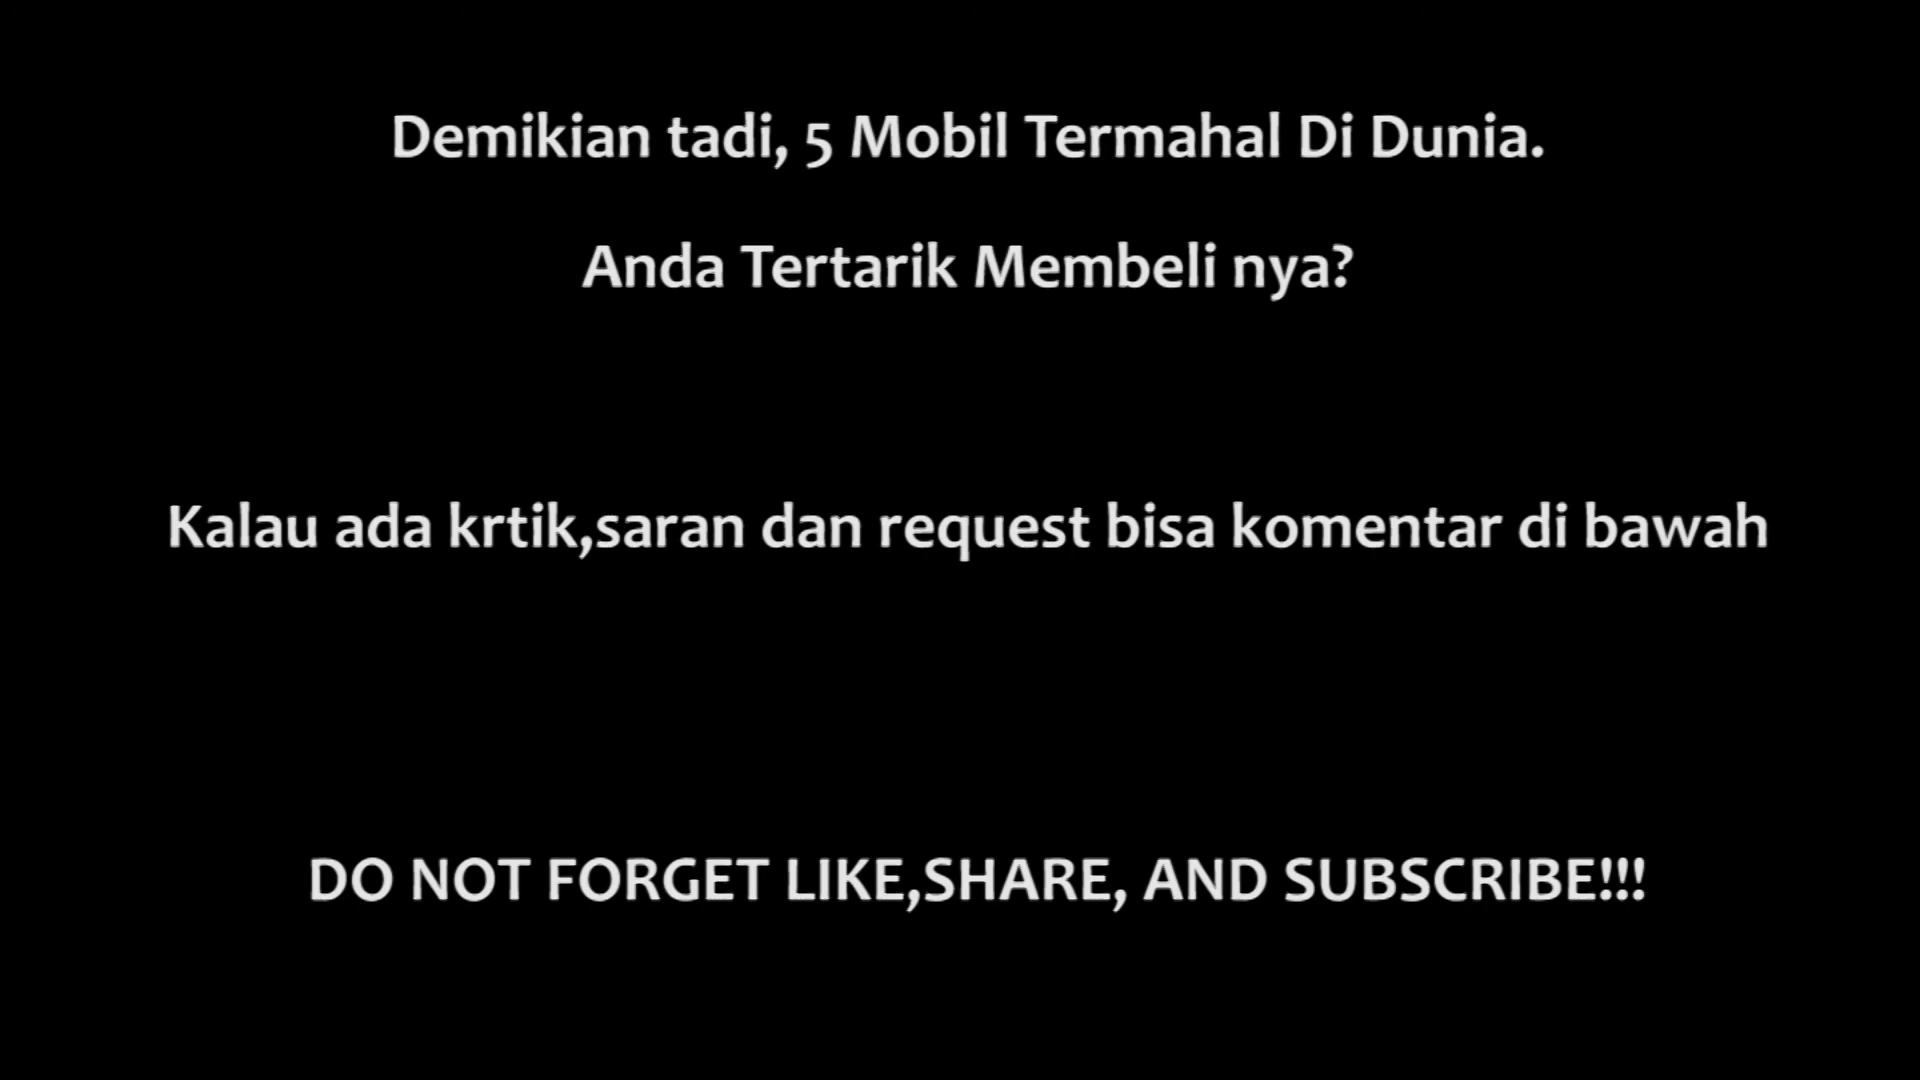 Demikian tadi, 5 Mobil Termahal Di Dunia.
Anda Tertarik Membeli nya?
Kalau ada krtik,saran dan request bisa komentar di bawah
DO NOT FORGET LIKE,SHARE, AND SUBSCRIBE!!!